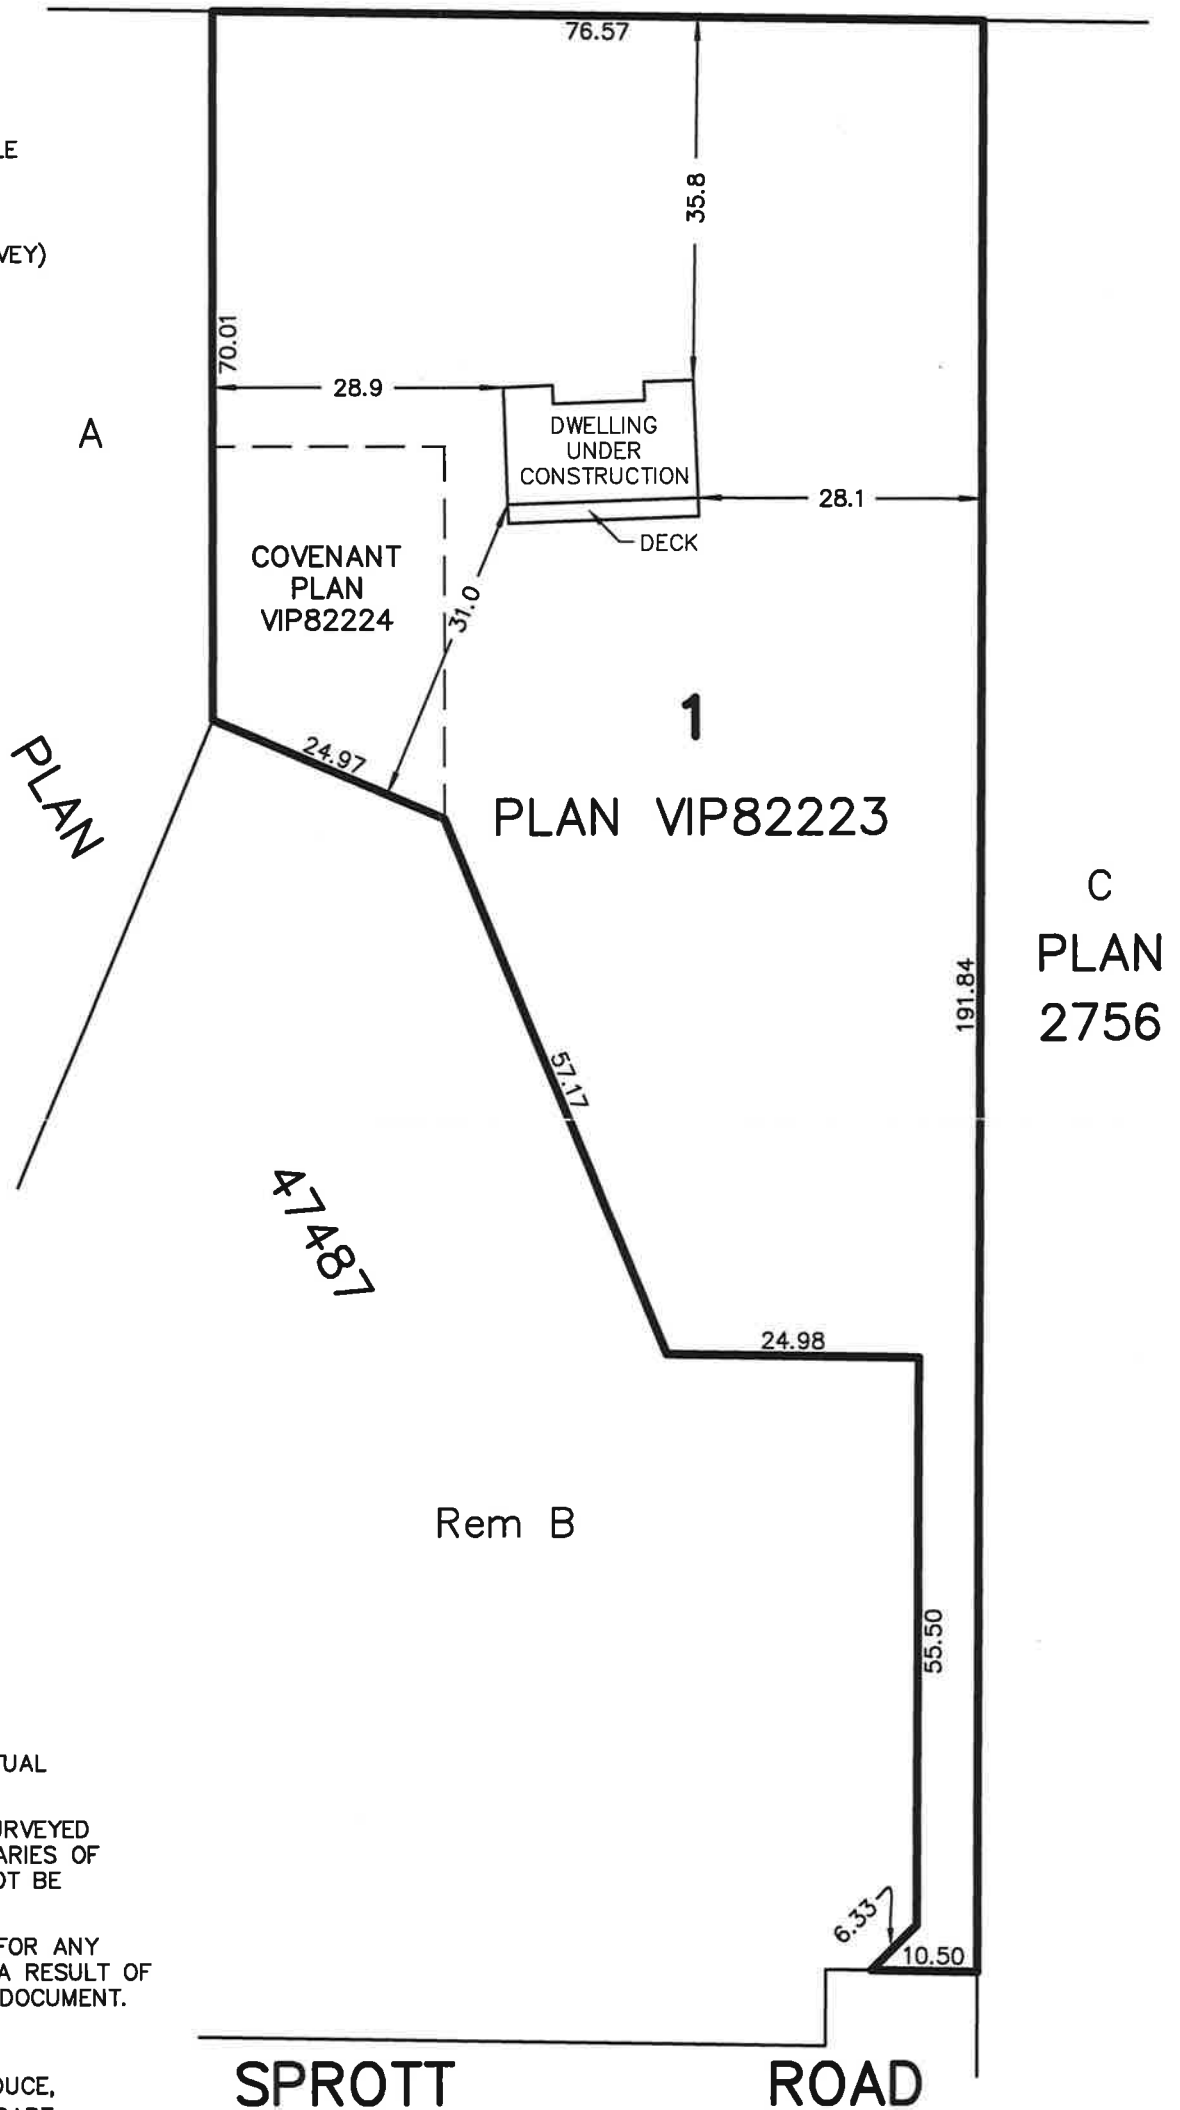 76.57
LE
35.8
VEY)
70.01
28.9
A
DWELLING
UNDER
CONSTRUCTION
28.1
DECK
COVENANT
PLAN
VIP82224
31.0
1
24.97
PLAN
PLAN VIP82223
C
PLAN
2756
191.84
57.17
47487
24.98
Rem B
55.50
TUAL
URVEYED
ARIES OF
OT BE
6.33
FOR ANY
10.50
A RESULT OF
DOCUMENT.
SPROTT ROAD
DUCE,